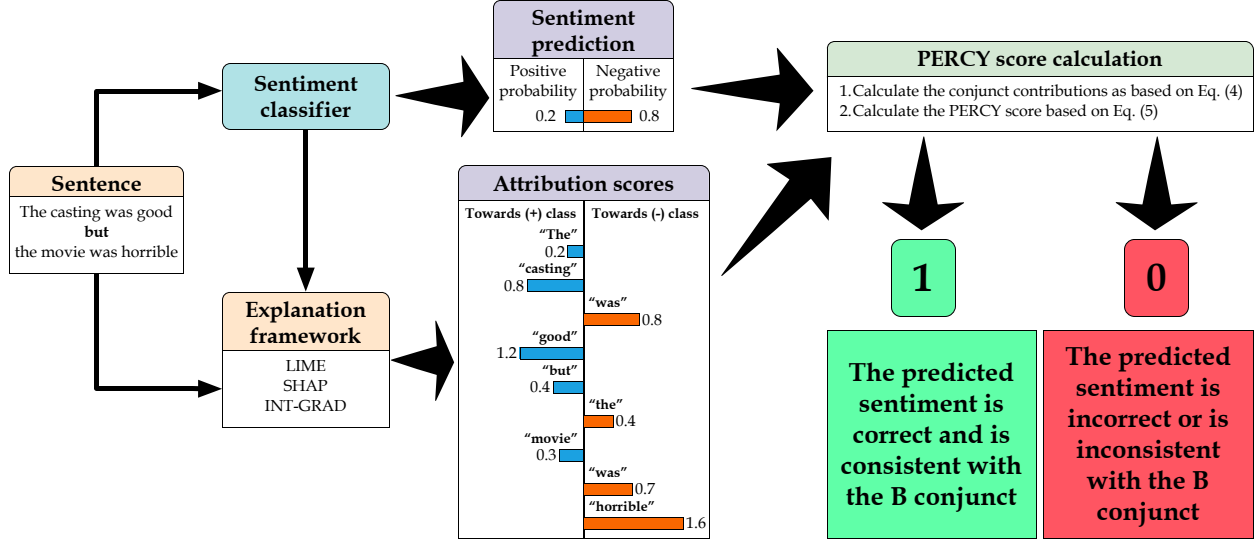 Sentence
The casting was good
but
the movie was horrible
Sentiment
classifier
Explanation
framework
LIME
SHAP
INT-GRAD
Sentiment
prediction
Positive
probability
Negative
probability
0.2
0.8
Attribution scores
Towards (+) class
Towards (-) class
“The”
0.2
“casting”
0.8
“was”
0.8
“good”
1.2
“but”
0.4
“the”
0.4
“movie”
0.3
“was”
0.7
“horrible”
1.6
PERCY score calculation
1.Calculate the conjunct contributions as based on Eq. (4)
2.Calculate the PERCY score based on Eq. (5)
1
The predicted
sentiment is
correct and is
consistent with
the B conjunct
0
The predicted
sentiment is
incorrect or is
inconsistent
with the B
conjunct